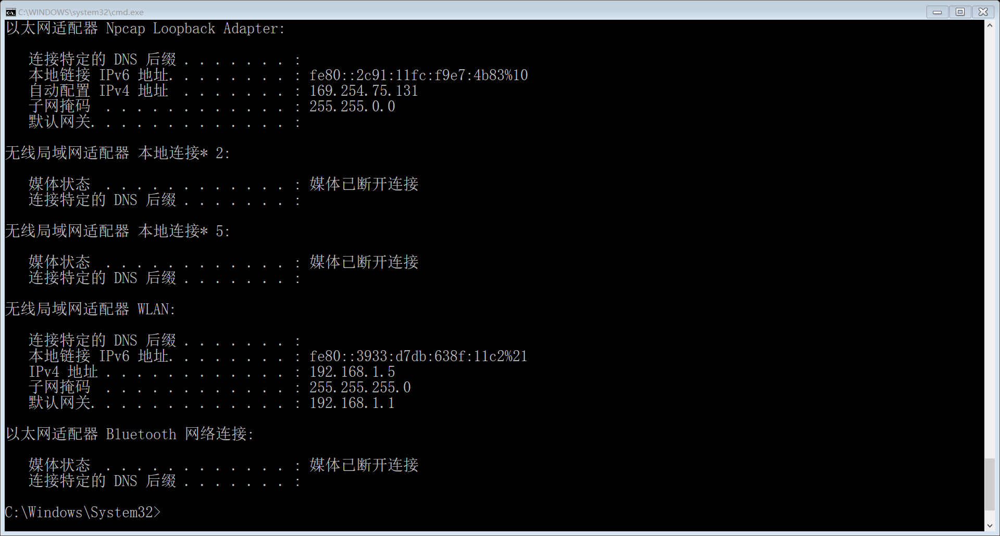 C:\WINDOWS\system32\cmd.exe
以太网适配器 Npcap Loopback Adapter:
连接特定的 DNS 后缀 . . . . . . . :
本地链接 IPv6 地址. . . . . . . . : fe80::2c91:11fc:f9e7:4b83%10
自动配置 IPv4 地址  . . . . . . . : 169.254.75.131
子网掩码  . . . . . . . . . . . . : 255.255.0.0
默认网关. . . . . . . . . . . . . :
无线局域网适配器 本地连接* 2:
媒体状态  . . . . . . . . . . . . : 媒体已断开连接
连接特定的 DNS 后缀 . . . . . . . :
无线局域网适配器 本地连接* 5:
媒体状态  . . . . . . . . . . . . : 媒体已断开连接
连接特定的 DNS 后缀 . . . . . . . :
无线局域网适配器 WLAN:
连接特定的 DNS 后缀 . . . . . . . :
本地链接 IPv6 地址. . . . . . . . : fe80::3933:d7db:638f:11c2%21
IPv4 地址 . . . . . . . . . . . . : 192.168.1.5
子网掩码  . . . . . . . . . . . . : 255.255.255.0
默认网关. . . . . . . . . . . . . : 192.168.1.1
以太网适配器 Bluetooth 网络连接:
媒体状态  . . . . . . . . . . . . : 媒体已断开连接
连接特定的 DNS 后缀 . . . . . . . :
C:\Windows\System32>